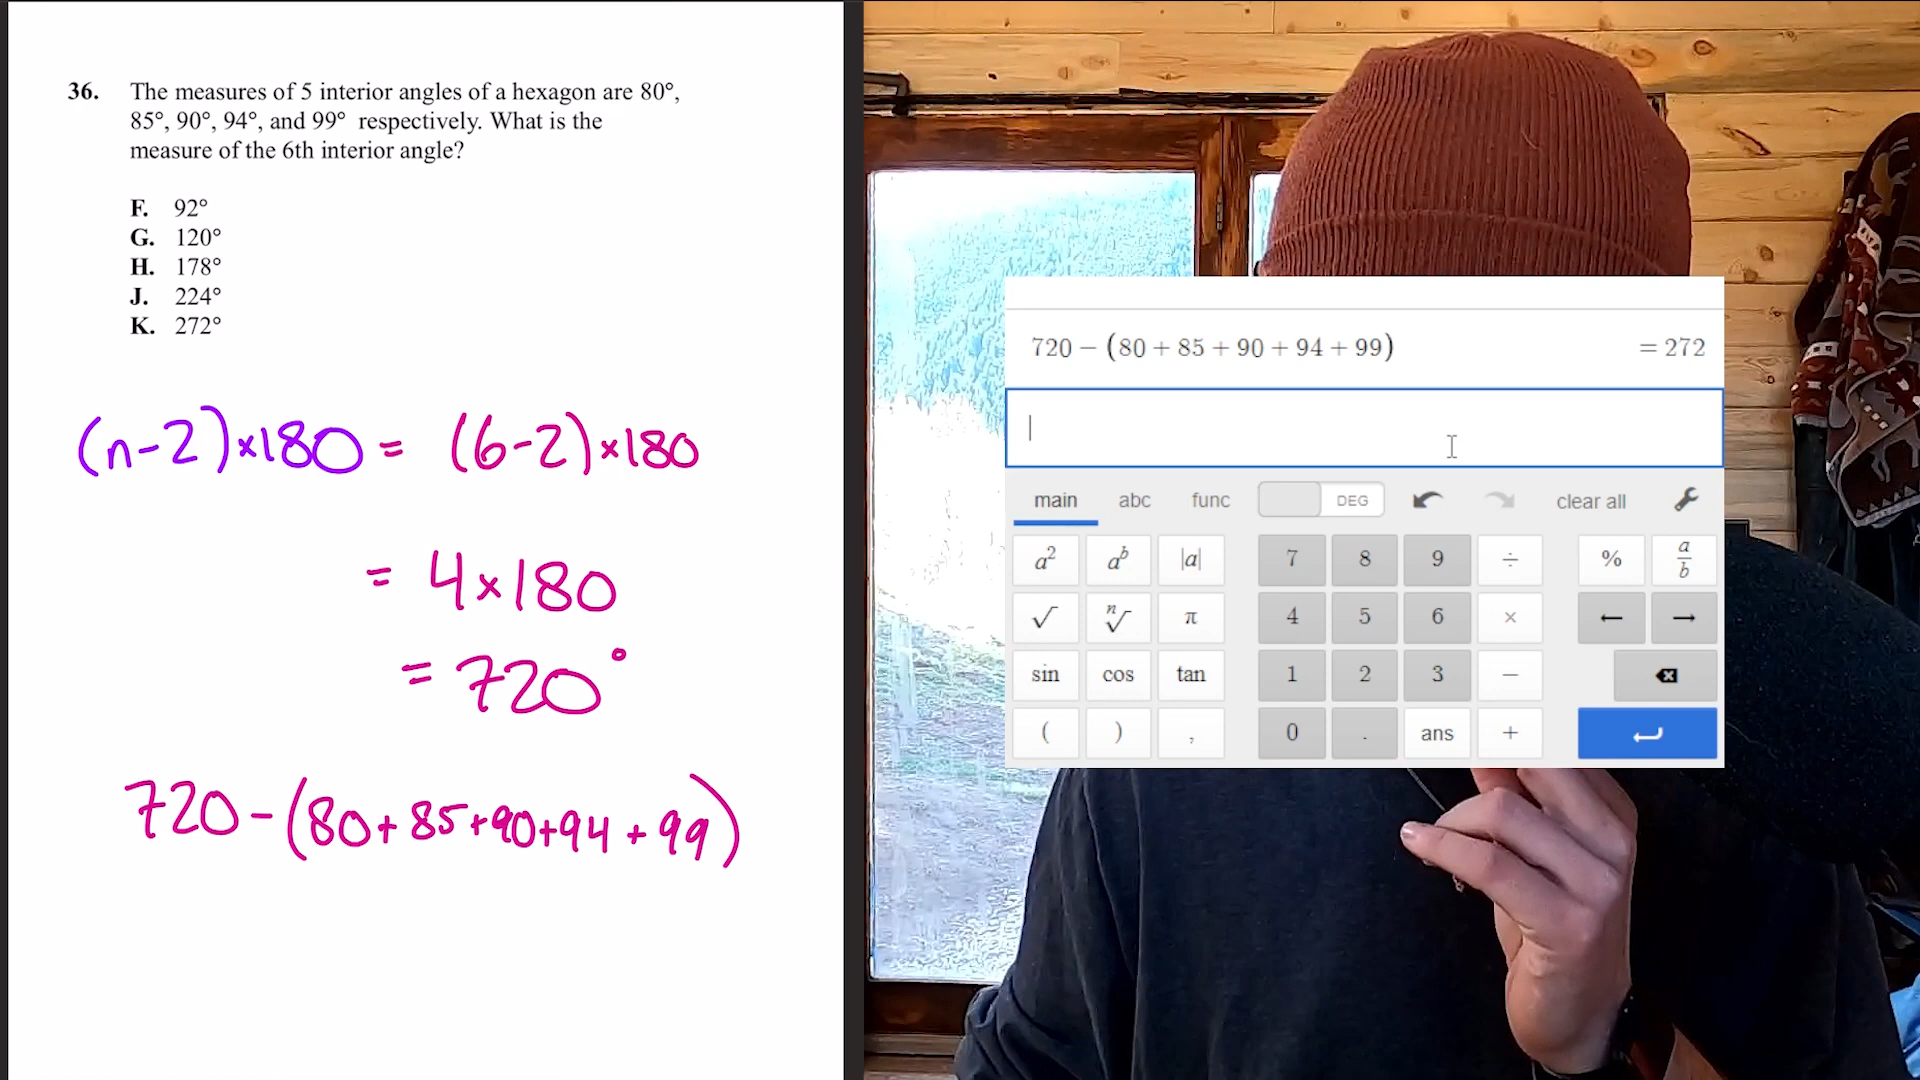 36. The measures of 5 interior angles of a hexagon are 80°,
85°, 90°, 94°, and 99° respectively. What is the
measure of the 6th interior angle?
F. 92°
G. 120°
H. 178°
J. 224°
K. 272°
(n-2)×180 = (6-2)×180
= 4×180
= 720°
720-(80+85+90+94+99)
720 − (80 + 85 + 90 + 94 + 99) = 272
main abc func DEG clear all
a² aᵇ |a| 7 8 9 ÷ % a/b
√ ⁿ√ π 4 5 6 × ← →
sin cos tan 1 2 3 −
( ) , 0 . ans +